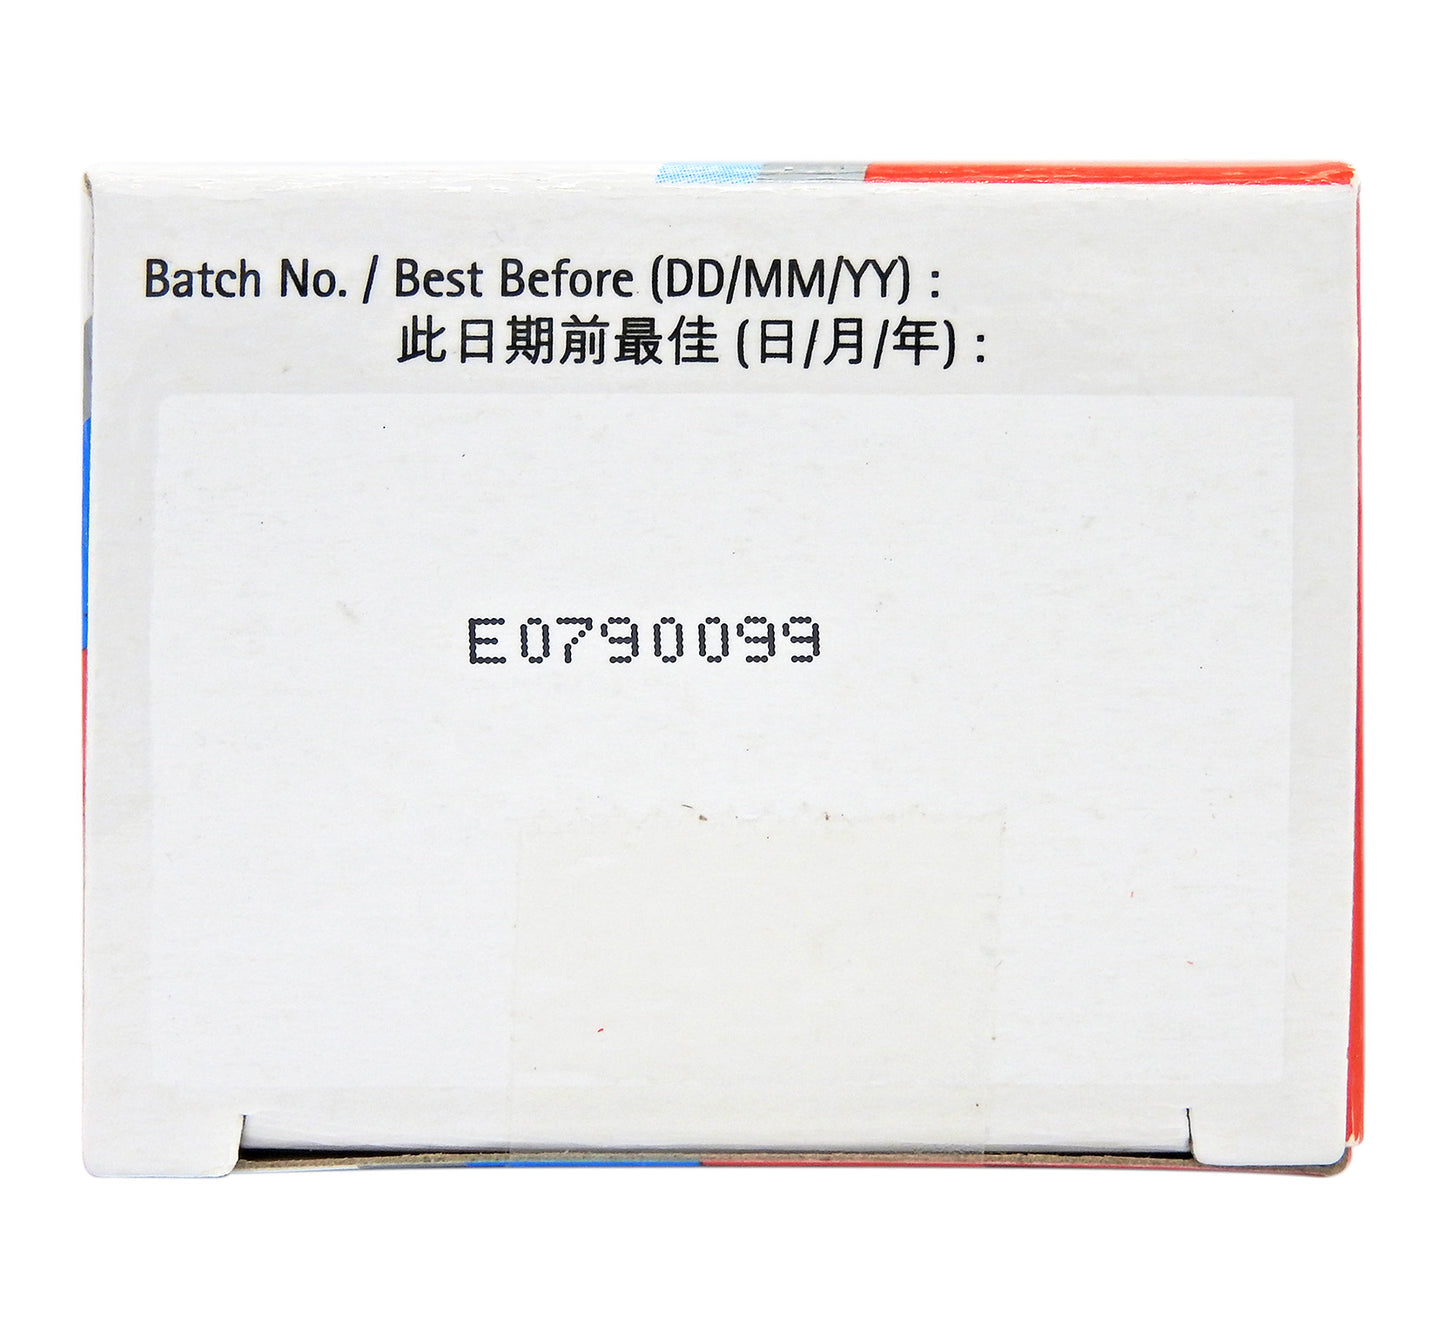 Batch No. / Best Before (DD/MM/YY) :
此日期前最佳 (日/月/年) :
E0790099